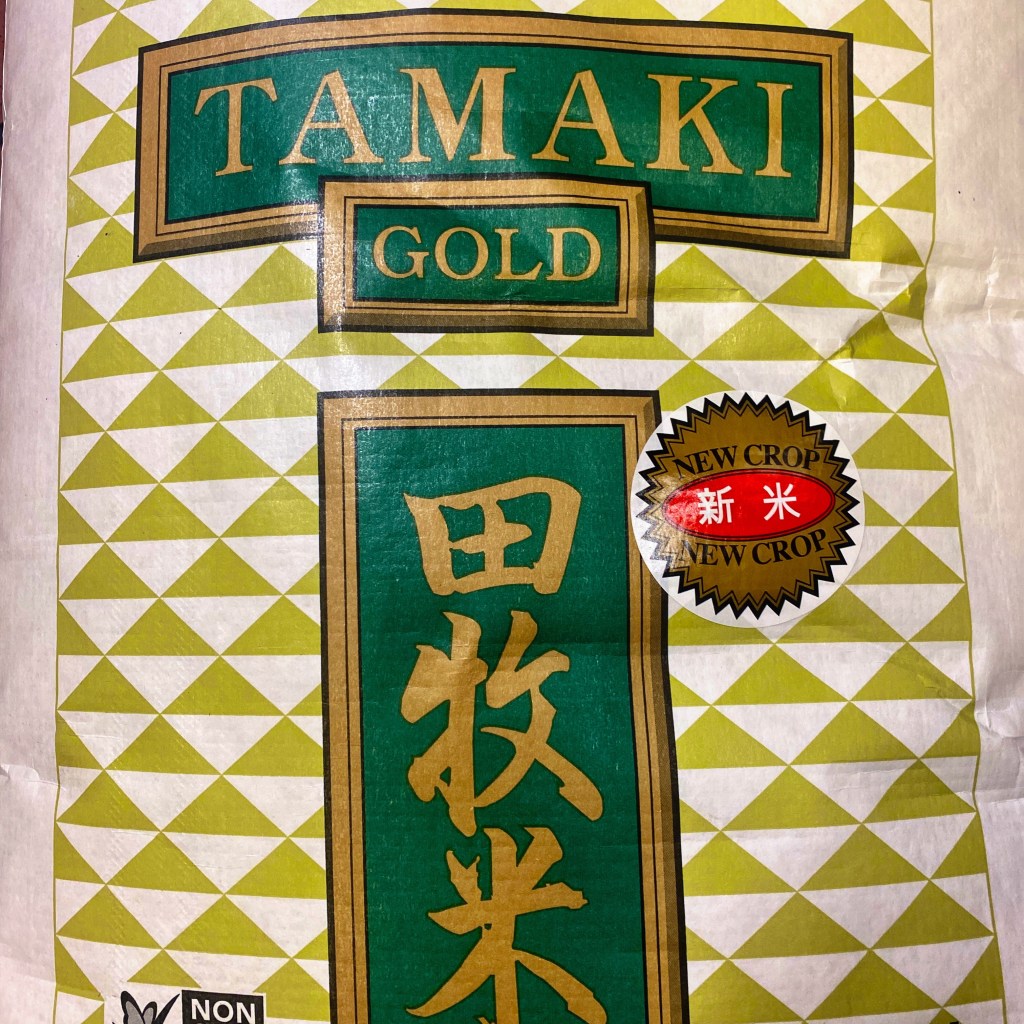 TAMAKI
GOLD
田牧米
NEW CROP
新米
NEW CROP
NON